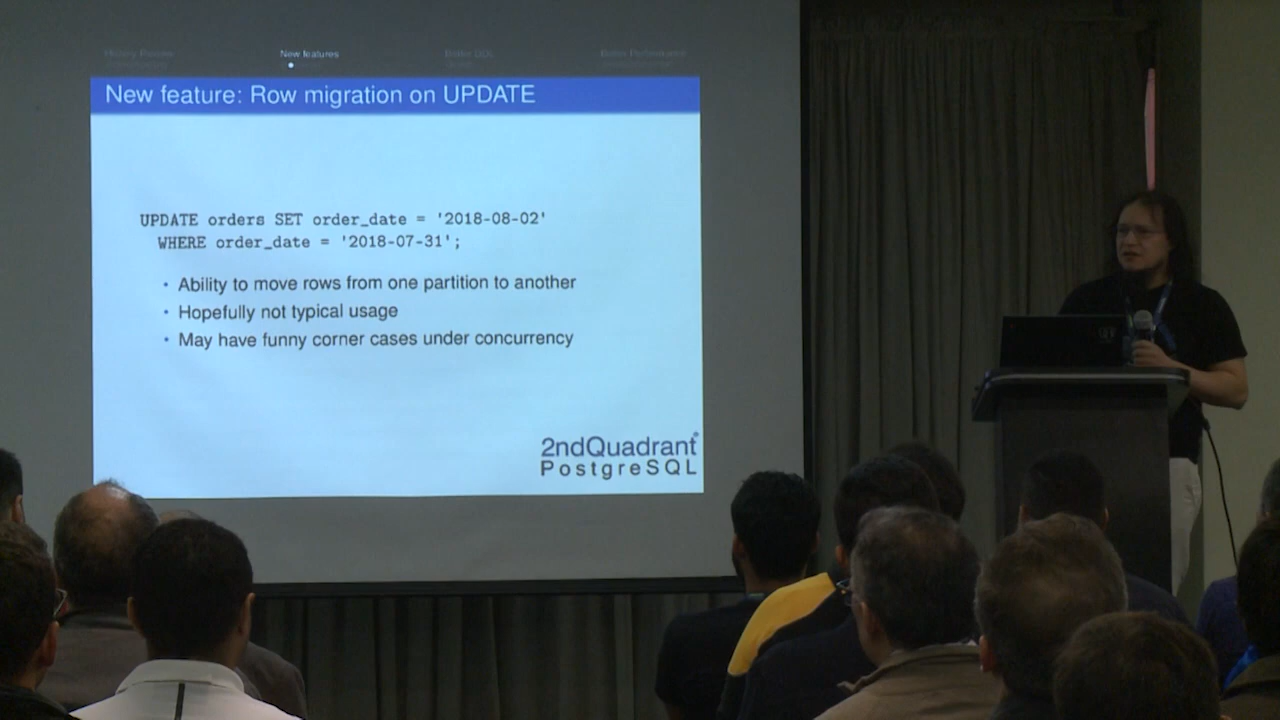 New features
New feature: Row migration on UPDATE
UPDATE orders SET order_date = '2018-08-02'
WHERE order_date = '2018-07-31';
• Ability to move rows from one partition to another
• Hopefully not typical usage
• May have funny corner cases under concurrency
2ndQuadrant®
PostgreSQL